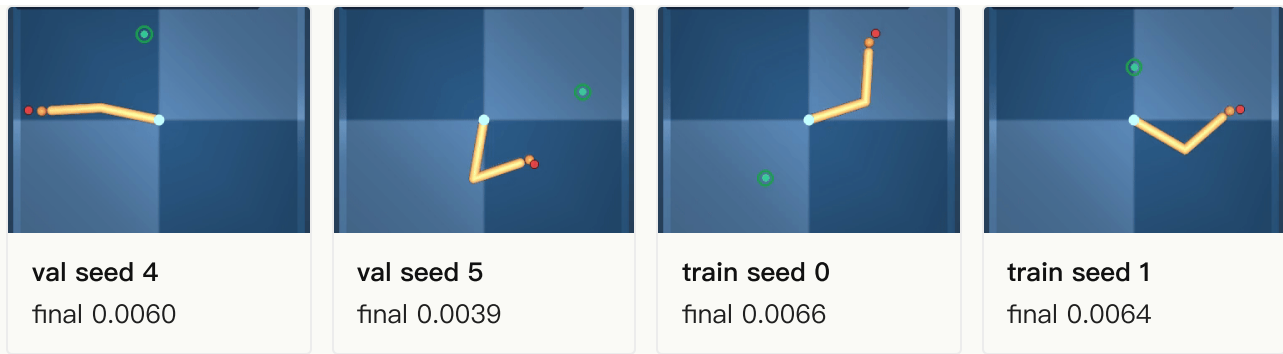 val seed 4
final 0.0060
val seed 5
final 0.0039
train seed 0
final 0.0066
train seed 1
final 0.0064